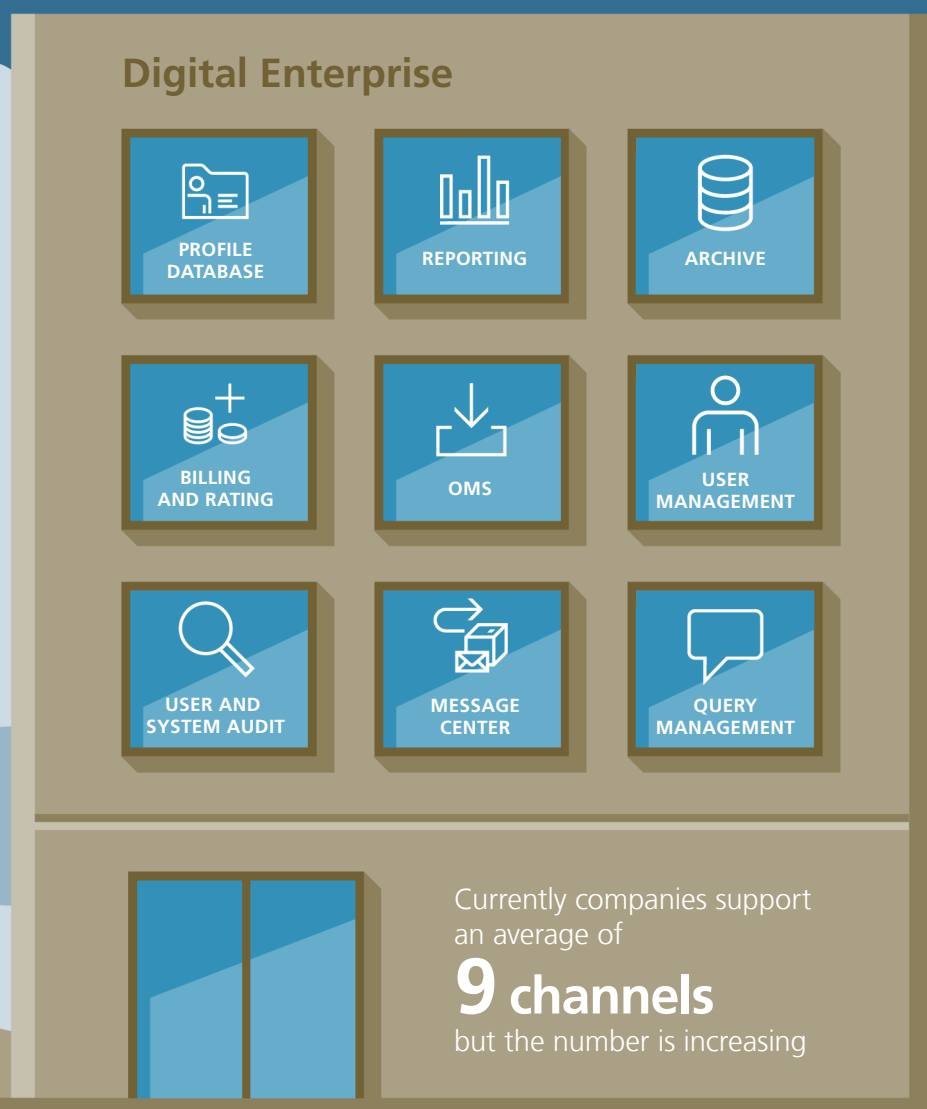 Digital Enterprise
PROFILE
DATABASE
REPORTING
ARCHIVE
BILLING
AND RATING
OMS
USER
MANAGEMENT
USER AND
SYSTEM AUDIT
MESSAGE
CENTER
QUERY
MANAGEMENT
Currently companies support
an average of
9 channels
but the number is increasing